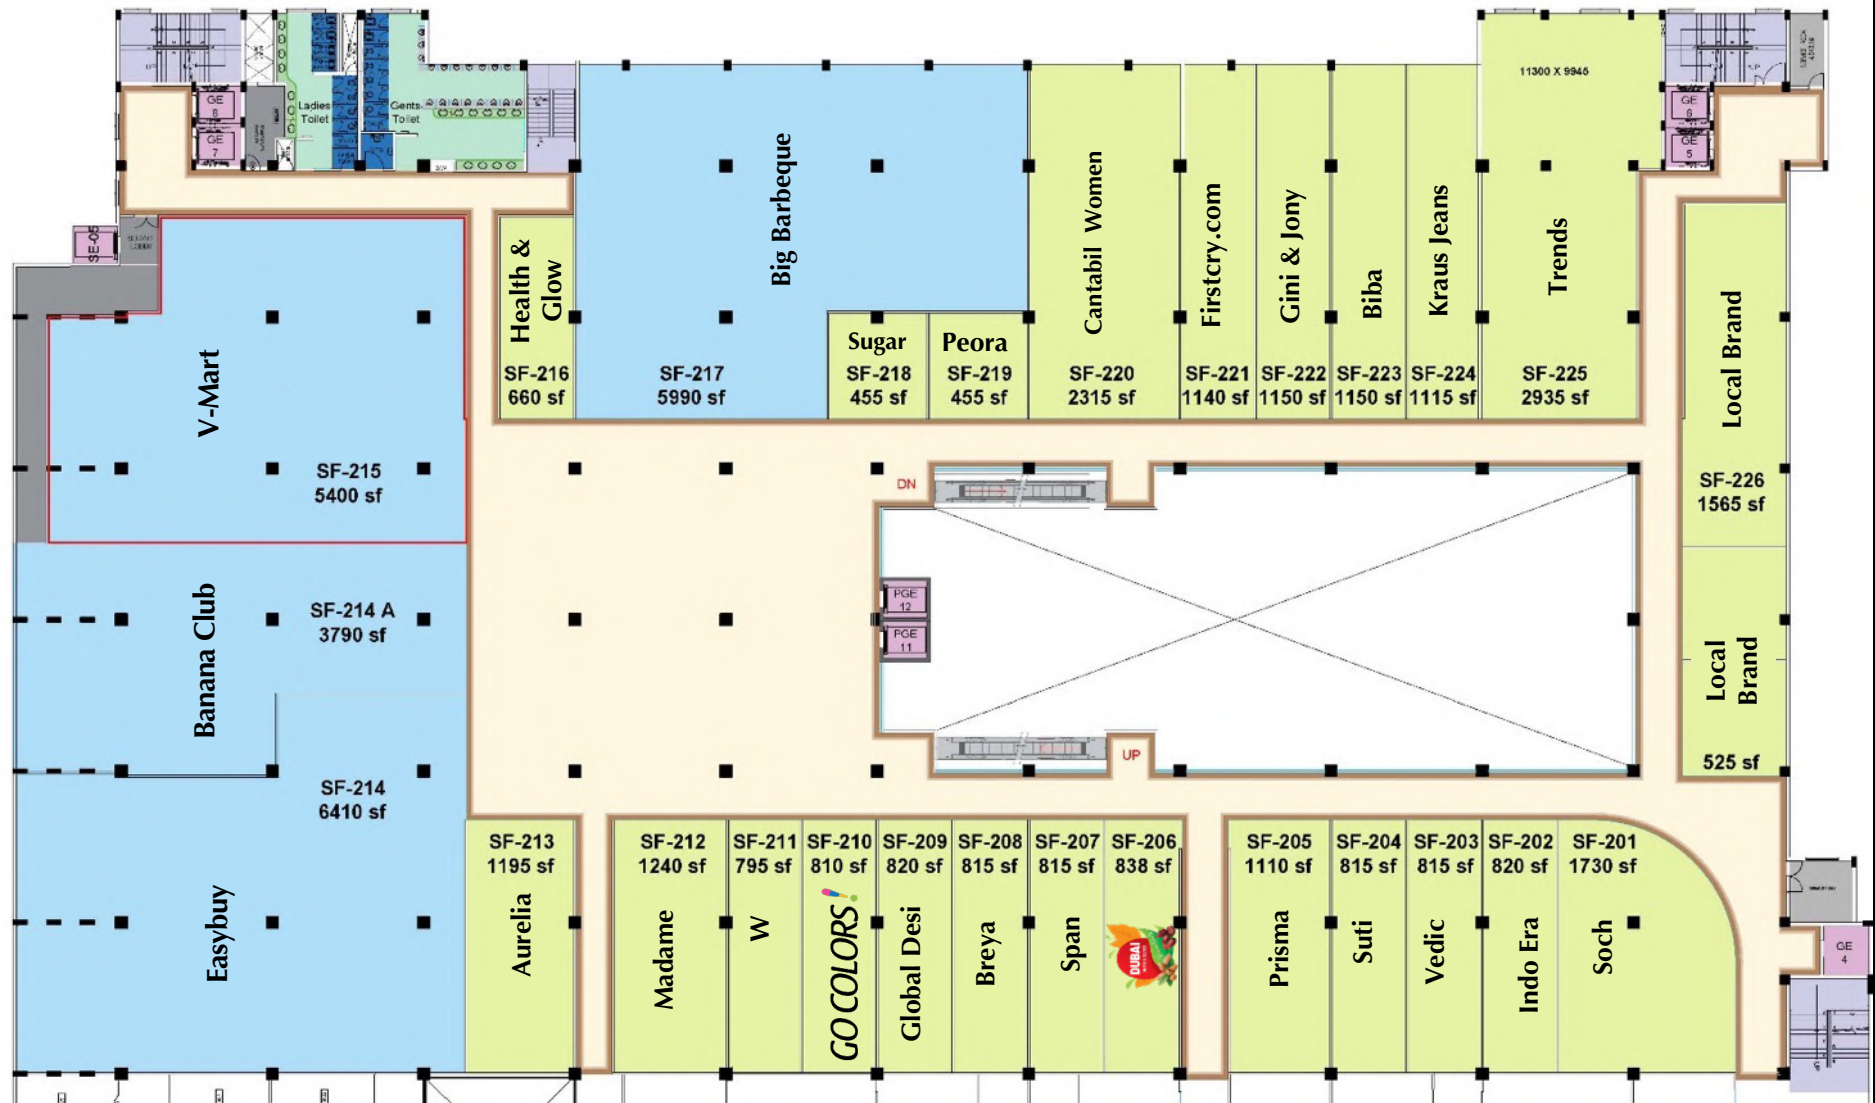 11300 X 9945
UP
GE
8
GE
7
Ladies
Toilet
Gents
Toilet
GE
6
GE
5
SE-05
V-Mart
SF-215
5400 sf
Health &
Glow
SF-216
660 sf
Big Barbeque
SF-217
5990 sf
Sugar
SF-218
455 sf
Peora
SF-219
455 sf
Cantabil Women
SF-220
2315 sf
Firstcry.com
SF-221
1140 sf
Gini & Jony
SF-222
1150 sf
Biba
SF-223
1150 sf
Kraus Jeans
SF-224
1115 sf
Trends
SF-225
2935 sf
Local Brand
SF-226
1565 sf
DN
PGE
12
PGE
11
UP
Local
Brand
525 sf
Banana Club
SF-214 A
3790 sf
SF-214
6410 sf
Easybuy
SF-213
1195 sf
Aurelia
SF-212
1240 sf
Madame
SF-211
795 sf
W
SF-210
810 sf
GO COLORS!
SF-209
820 sf
Global Desi
SF-208
815 sf
Breya
SF-207
815 sf
Span
SF-206
838 sf
DUBAI
SF-205
1110 sf
Prisma
SF-204
815 sf
Suti
SF-203
815 sf
Vedic
SF-202
820 sf
Indo Era
SF-201
1730 sf
Soch
GE
4